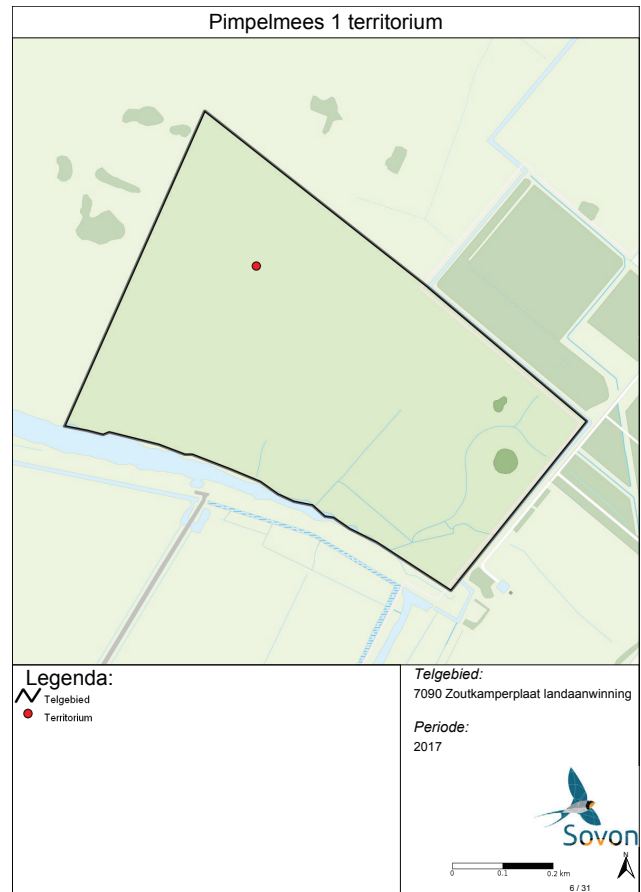 Pimpelmees 1 territorium
Legenda:
Telgebied
Territorium
Telgebied:
7090 Zoutkamperplaat landaanwinning
Periode:
2017
Sovon
N
0 0.1 0.2 km
6 / 31